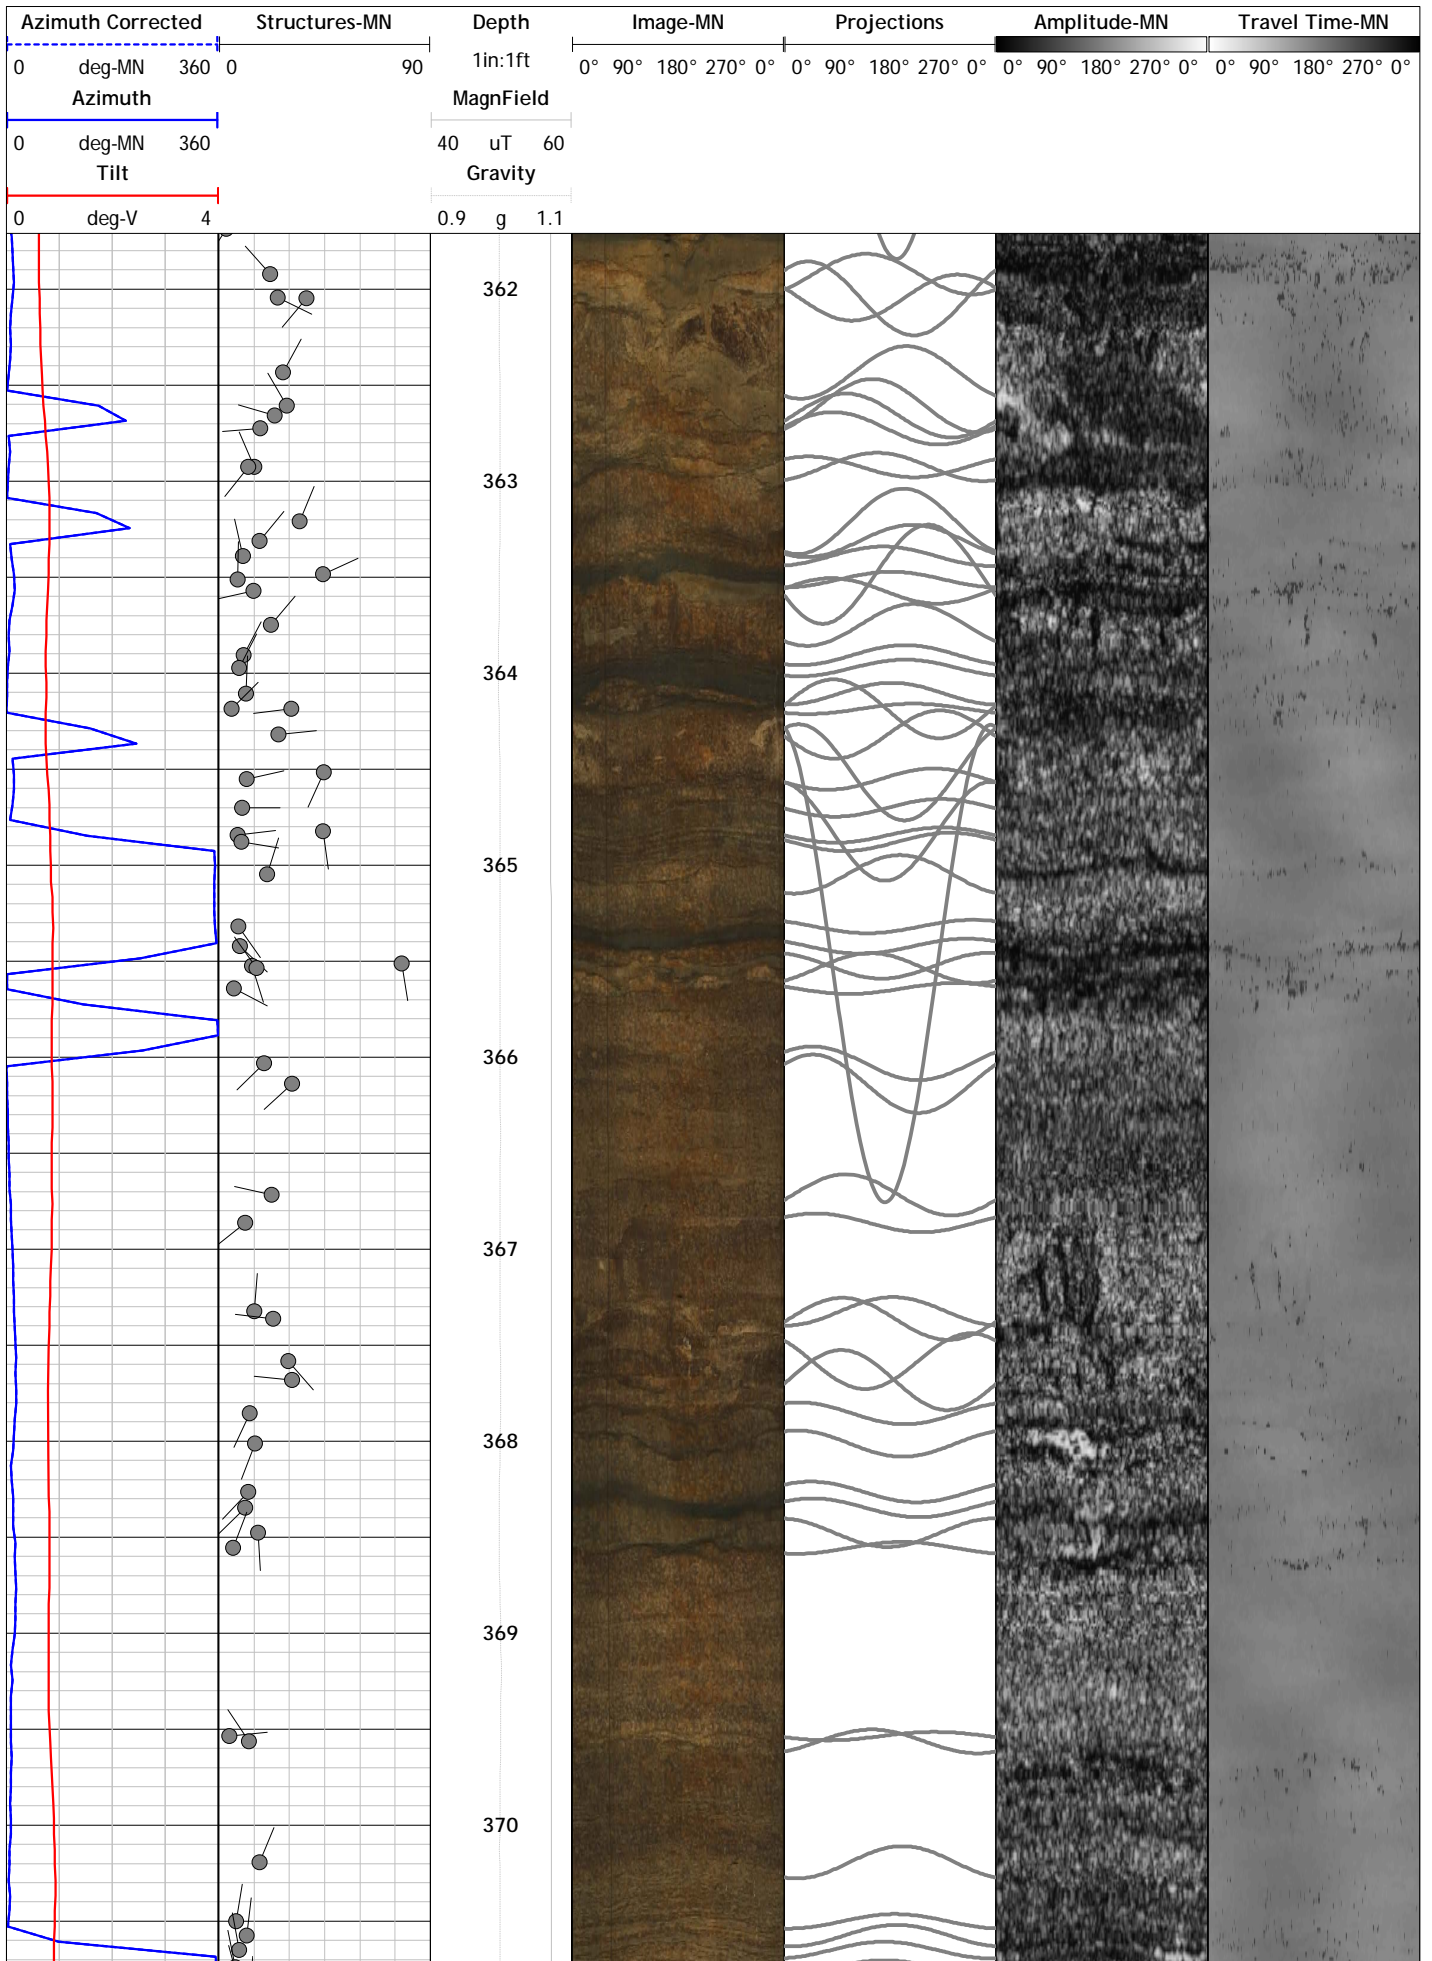 Azimuth Corrected Structures-MN Depth Image-MN Projections Amplitude-MN Travel Time-MN
1in:1ft
0 deg-MN 360 0 90 0° 90° 180° 270° 0° 0° 90° 180° 270° 0° 0° 90° 180° 270° 0° 0° 90° 180° 270° 0°
Azimuth MagnField
0 deg-MN 360 40 uT 60
Tilt Gravity
0 deg-V 4 0.9 g 1.1
362
363
364
365
366
367
368
369
370